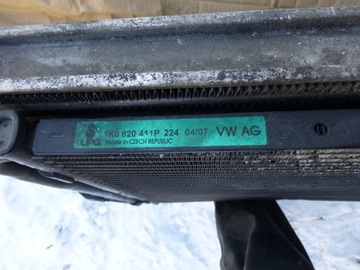 S
LPG
1K0 820 411P 224 04/07 VW AG
Made in CZECH REPUBLIC